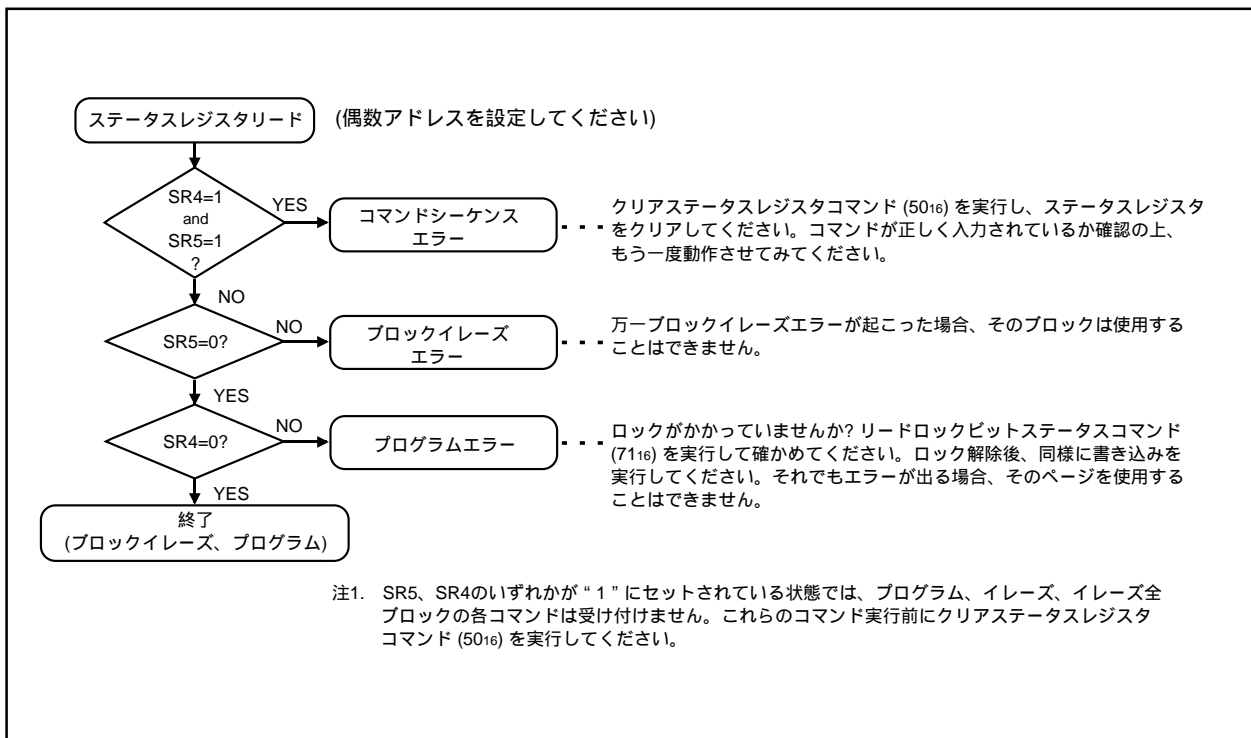 ステータスレジスタリード
(偶数アドレスを設定してください)
SR4=1
and
SR5=1
?
YES
コマンドシーケンス
エラー
クリアステータスレジスタコマンド (5016) を実行し、ステータスレジスタ
をクリアしてください。コマンドが正しく入力されているか確認の上、
もう一度動作させてみてください。
NO
SR5=0?
NO
ブロックイレーズ
エラー
万一ブロックイレーズエラーが起こった場合、そのブロックは使用する
ことはできません。
YES
SR4=0?
NO
プログラムエラー
ロックがかかっていませんか? リードロックビットステータスコマンド
(7116) を実行して確かめてください。ロック解除後、同様に書き込みを
実行してください。それでもエラーが出る場合、そのページを使用する
ことはできません。
YES
終了
(ブロックイレーズ、プログラム)
注1. SR5、SR4のいずれかが“1”にセットされている状態では、プログラム、イレーズ、イレーズ全
ブロックの各コマンドは受け付けません。これらのコマンド実行前にクリアステータスレジスタ
コマンド (5016) を実行してください。